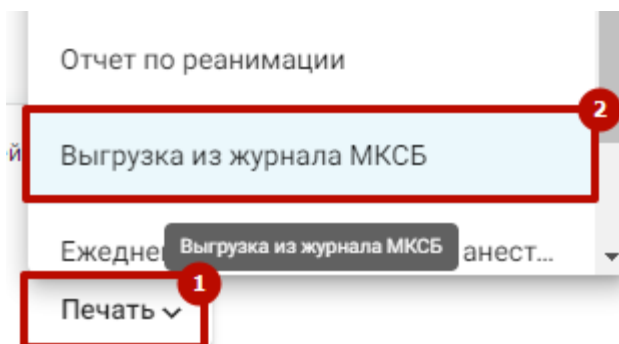 Отчет по реанимации
2
й
Выгрузка из журнала МКСБ
Выгрузка из журнала МКСБ
анест...
1
Печать